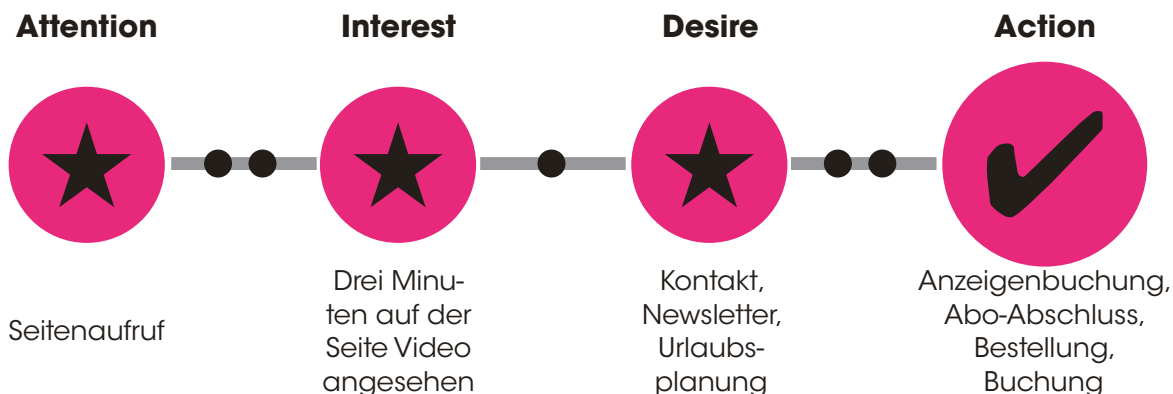 Attention
Interest
Desire
Action
Seitenaufruf
Drei Minu-
ten auf der
Seite Video
angesehen
Kontakt,
Newsletter,
Urlaubs-
planung
Anzeigenbuchung,
Abo-Abschluss,
Bestellung,
Buchung